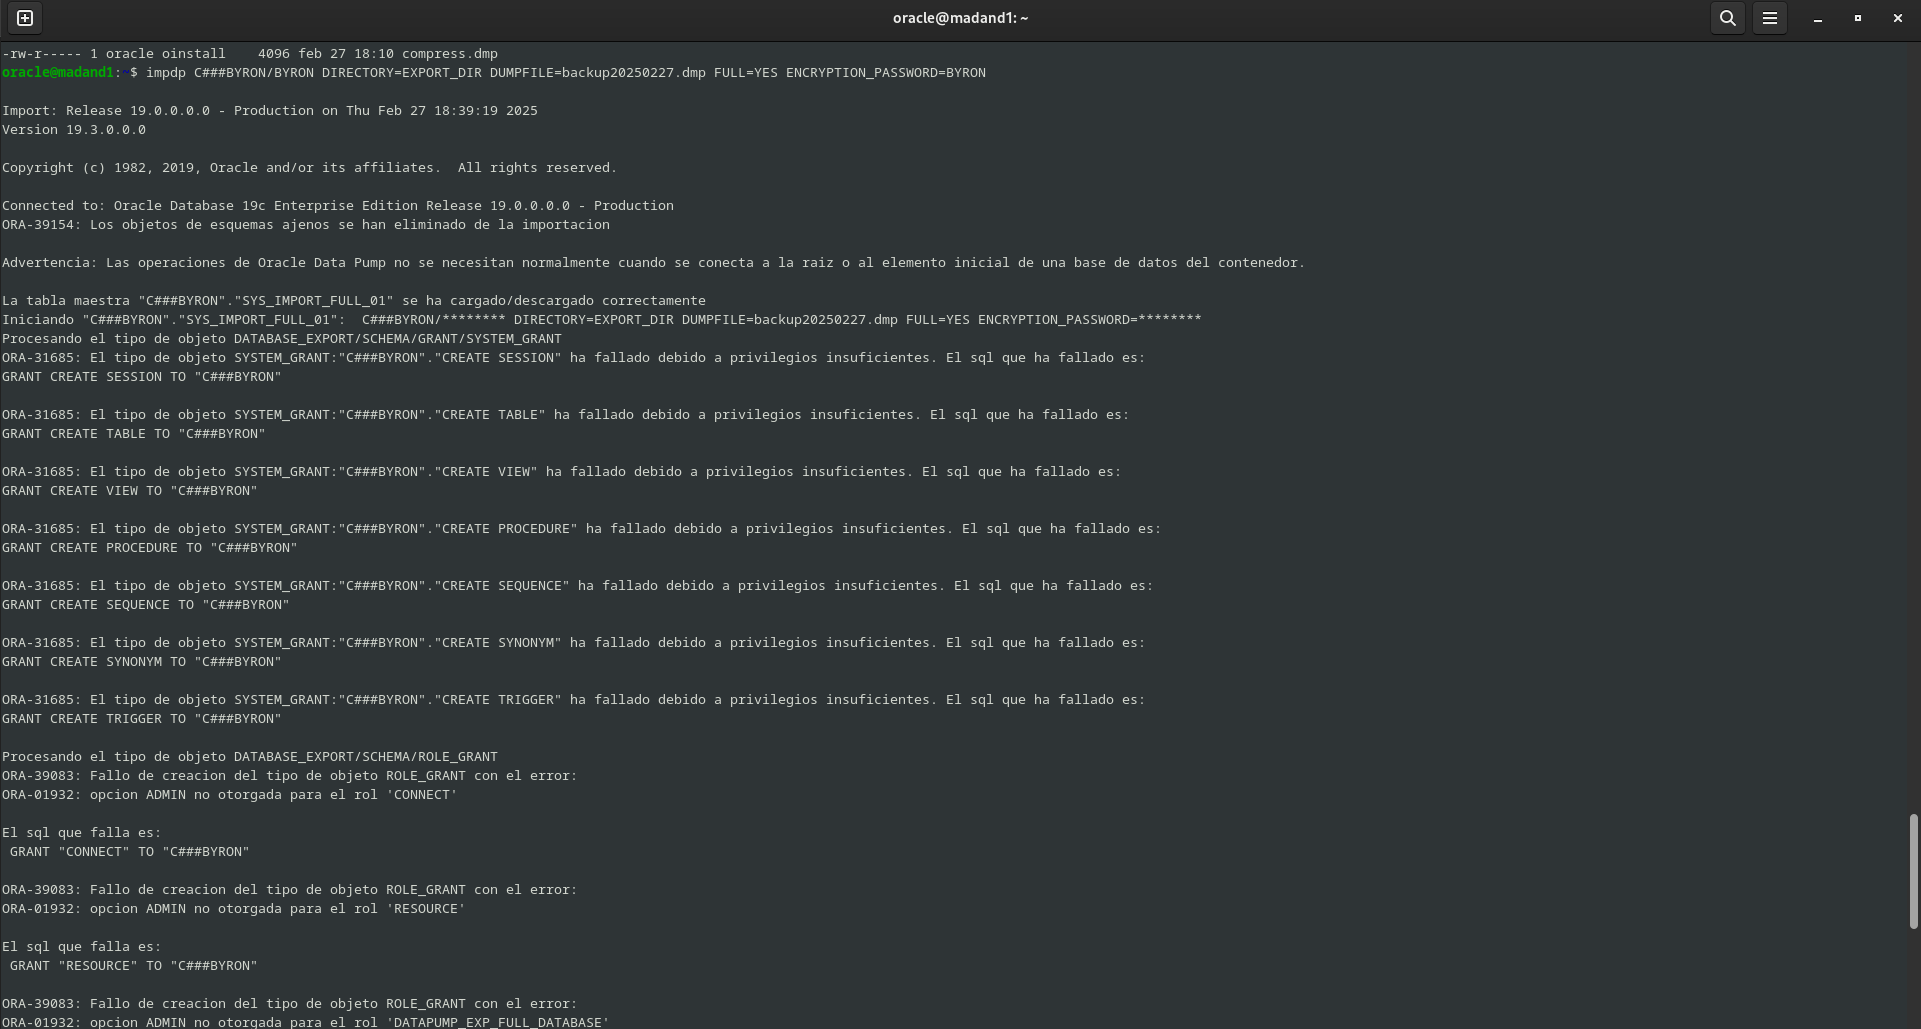 oracle@madand1: ~
-rw-r----- 1 oracle oinstall    4096 feb 27 18:10 compress.dmp
oracle@madand1:~$ impdp C###BYRON/BYRON DIRECTORY=EXPORT_DIR DUMPFILE=backup20250227.dmp FULL=YES ENCRYPTION_PASSWORD=BYRON
Import: Release 19.0.0.0.0 - Production on Thu Feb 27 18:39:19 2025
Version 19.3.0.0.0
Copyright (c) 1982, 2019, Oracle and/or its affiliates.  All rights reserved.
Connected to: Oracle Database 19c Enterprise Edition Release 19.0.0.0.0 - Production
ORA-39154: Los objetos de esquemas ajenos se han eliminado de la importacion
Advertencia: Las operaciones de Oracle Data Pump no se necesitan normalmente cuando se conecta a la raiz o al elemento inicial de una base de datos del contenedor.
La tabla maestra "C###BYRON"."SYS_IMPORT_FULL_01" se ha cargado/descargado correctamente
Iniciando "C###BYRON"."SYS_IMPORT_FULL_01":  C###BYRON/******** DIRECTORY=EXPORT_DIR DUMPFILE=backup20250227.dmp FULL=YES ENCRYPTION_PASSWORD=********
Procesando el tipo de objeto DATABASE_EXPORT/SCHEMA/GRANT/SYSTEM_GRANT
ORA-31685: El tipo de objeto SYSTEM_GRANT:"C###BYRON"."CREATE SESSION" ha fallado debido a privilegios insuficientes. El sql que ha fallado es:
GRANT CREATE SESSION TO "C###BYRON"
ORA-31685: El tipo de objeto SYSTEM_GRANT:"C###BYRON"."CREATE TABLE" ha fallado debido a privilegios insuficientes. El sql que ha fallado es:
GRANT CREATE TABLE TO "C###BYRON"
ORA-31685: El tipo de objeto SYSTEM_GRANT:"C###BYRON"."CREATE VIEW" ha fallado debido a privilegios insuficientes. El sql que ha fallado es:
GRANT CREATE VIEW TO "C###BYRON"
ORA-31685: El tipo de objeto SYSTEM_GRANT:"C###BYRON"."CREATE PROCEDURE" ha fallado debido a privilegios insuficientes. El sql que ha fallado es:
GRANT CREATE PROCEDURE TO "C###BYRON"
ORA-31685: El tipo de objeto SYSTEM_GRANT:"C###BYRON"."CREATE SEQUENCE" ha fallado debido a privilegios insuficientes. El sql que ha fallado es:
GRANT CREATE SEQUENCE TO "C###BYRON"
ORA-31685: El tipo de objeto SYSTEM_GRANT:"C###BYRON"."CREATE SYNONYM" ha fallado debido a privilegios insuficientes. El sql que ha fallado es:
GRANT CREATE SYNONYM TO "C###BYRON"
ORA-31685: El tipo de objeto SYSTEM_GRANT:"C###BYRON"."CREATE TRIGGER" ha fallado debido a privilegios insuficientes. El sql que ha fallado es:
GRANT CREATE TRIGGER TO "C###BYRON"
Procesando el tipo de objeto DATABASE_EXPORT/SCHEMA/ROLE_GRANT
ORA-39083: Fallo de creacion del tipo de objeto ROLE_GRANT con el error:
ORA-01932: opcion ADMIN no otorgada para el rol 'CONNECT'
El sql que falla es:
 GRANT "CONNECT" TO "C###BYRON"
ORA-39083: Fallo de creacion del tipo de objeto ROLE_GRANT con el error:
ORA-01932: opcion ADMIN no otorgada para el rol 'RESOURCE'
El sql que falla es:
 GRANT "RESOURCE" TO "C###BYRON"
ORA-39083: Fallo de creacion del tipo de objeto ROLE_GRANT con el error:
ORA-01932: opcion ADMIN no otorgada para el rol 'DATAPUMP_EXP_FULL_DATABASE'